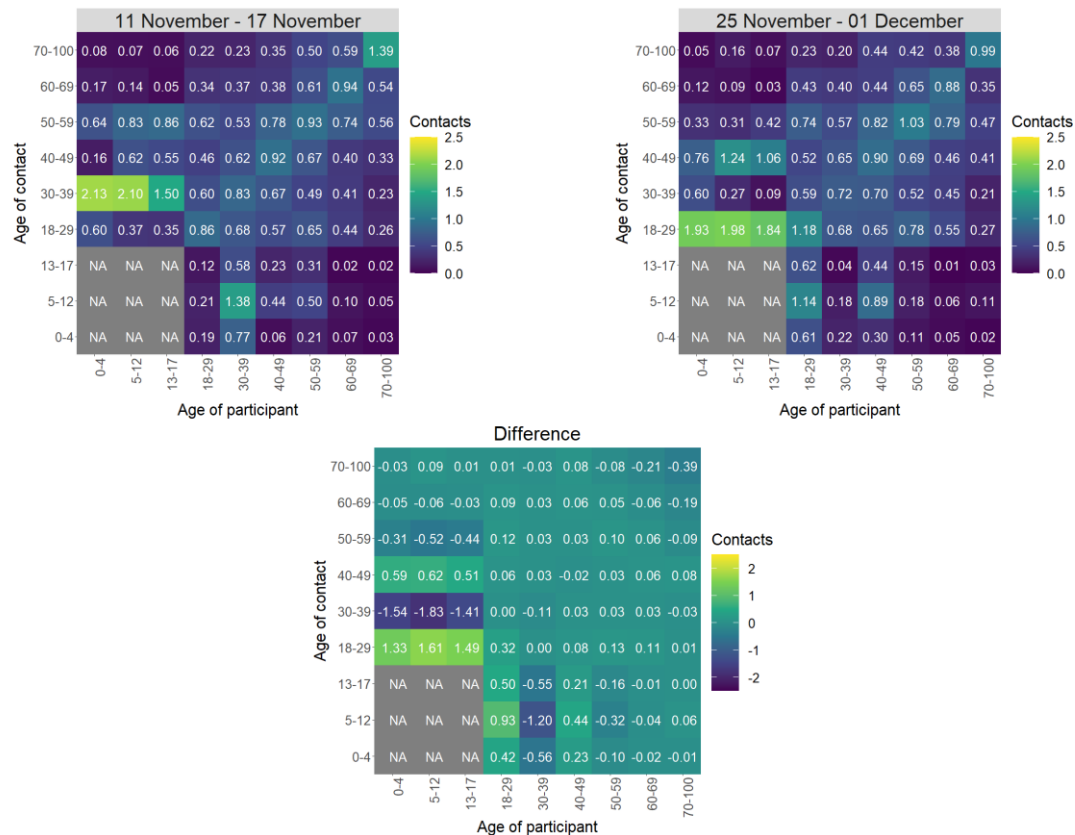 11 November - 17 November
Age of contact
70-100 0.08 0.07 0.06 0.22 0.23 0.35 0.50 0.59 1.39
60-69 0.17 0.14 0.05 0.34 0.37 0.38 0.61 0.94 0.54
50-59 0.64 0.83 0.86 0.62 0.53 0.78 0.93 0.74 0.56
40-49 0.16 0.62 0.55 0.46 0.62 0.92 0.67 0.40 0.33
30-39 2.13 2.10 1.50 0.60 0.83 0.67 0.49 0.41 0.23
18-29 0.60 0.37 0.35 0.86 0.68 0.57 0.65 0.44 0.26
13-17 NA NA NA 0.12 0.58 0.23 0.31 0.02 0.02
5-12 NA NA NA 0.21 1.38 0.44 0.50 0.10 0.05
0-4 NA NA NA 0.19 0.77 0.06 0.21 0.07 0.03
0-4 5-12 13-17 18-29 30-39 40-49 50-59 60-69 70-100
Age of participant
Contacts
2.5
2.0
1.5
1.0
0.5
0.0
25 November - 01 December
Age of contact
70-100 0.05 0.16 0.07 0.23 0.20 0.44 0.42 0.38 0.99
60-69 0.12 0.09 0.03 0.43 0.40 0.44 0.65 0.88 0.35
50-59 0.33 0.31 0.42 0.74 0.57 0.82 1.03 0.79 0.47
40-49 0.76 1.24 1.06 0.52 0.65 0.90 0.69 0.46 0.41
30-39 0.60 0.27 0.09 0.59 0.72 0.70 0.52 0.45 0.21
18-29 1.93 1.98 1.84 1.18 0.68 0.65 0.78 0.55 0.27
13-17 NA NA NA 0.62 0.04 0.44 0.15 0.01 0.03
5-12 NA NA NA 1.14 0.18 0.89 0.18 0.06 0.11
0-4 NA NA NA 0.61 0.22 0.30 0.11 0.05 0.02
0-4 5-12 13-17 18-29 30-39 40-49 50-59 60-69 70-100
Age of participant
Contacts
2.5
2.0
1.5
1.0
0.5
0.0
Difference
Age of contact
70-100 -0.03 0.09 0.01 0.01 -0.03 0.08 -0.08 -0.21 -0.39
60-69 -0.05 -0.06 -0.03 0.09 0.03 0.06 0.05 -0.06 -0.19
50-59 -0.31 -0.52 -0.44 0.12 0.03 0.03 0.10 0.06 -0.09
40-49 0.59 0.62 0.51 0.06 0.03 -0.02 0.03 0.06 0.08
30-39 -1.54 -1.83 -1.41 0.00 -0.11 0.03 0.03 0.03 -0.03
18-29 1.33 1.61 1.49 0.32 0.00 0.08 0.13 0.11 0.01
13-17 NA NA NA 0.50 -0.55 0.21 -0.16 -0.01 0.00
5-12 NA NA NA 0.93 -1.20 0.44 -0.32 -0.04 0.06
0-4 NA NA NA 0.42 -0.56 0.23 -0.10 -0.02 -0.01
0-4 5-12 13-17 18-29 30-39 40-49 50-59 60-69 70-100
Age of participant
Contacts
2
1
0
-1
-2